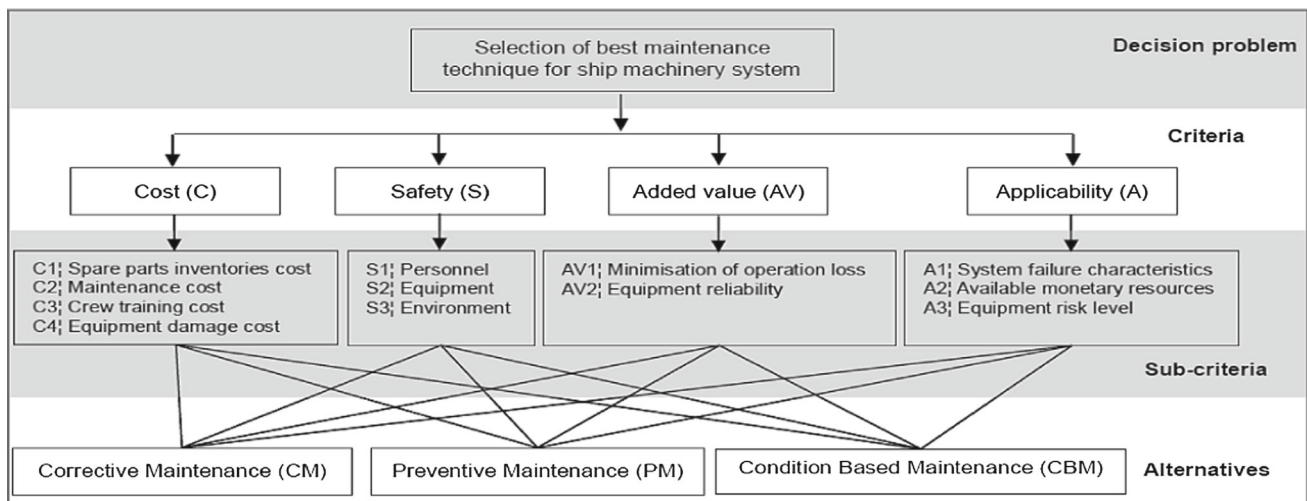 Decision problem
Selection of best maintenance
technique for ship machinery system
Criteria
Cost (C)
Safety (S)
Added value (AV)
Applicability (A)
C1¦ Spare parts inventories cost
C2¦ Maintenance cost
C3¦ Crew training cost
C4¦ Equipment damage cost
S1¦ Personnel
S2¦ Equipment
S3¦ Environment
AV1¦ Minimisation of operation loss
AV2¦ Equipment reliability
A1¦ System failure characteristics
A2¦ Available monetary resources
A3¦ Equipment risk level
Sub-criteria
Corrective Maintenance (CM)
Preventive Maintenance (PM)
Condition Based Maintenance (CBM)
Alternatives